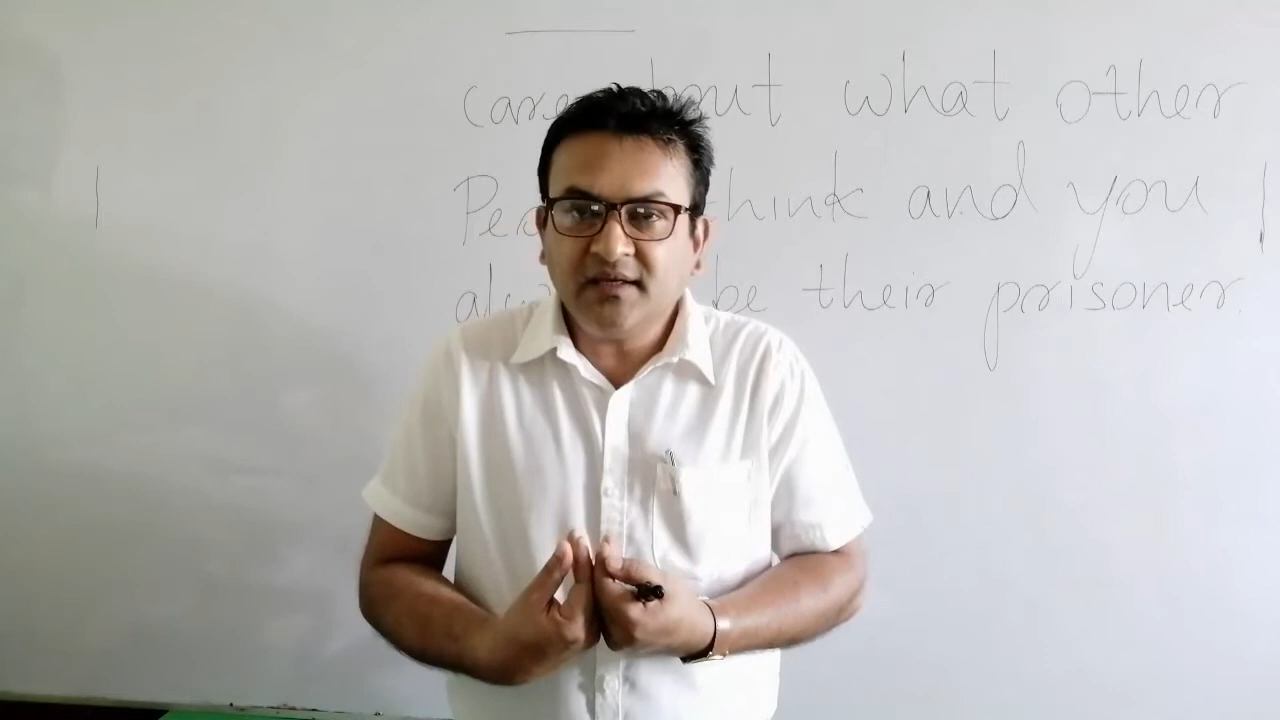 care about what other
think and you
be their prisoner.